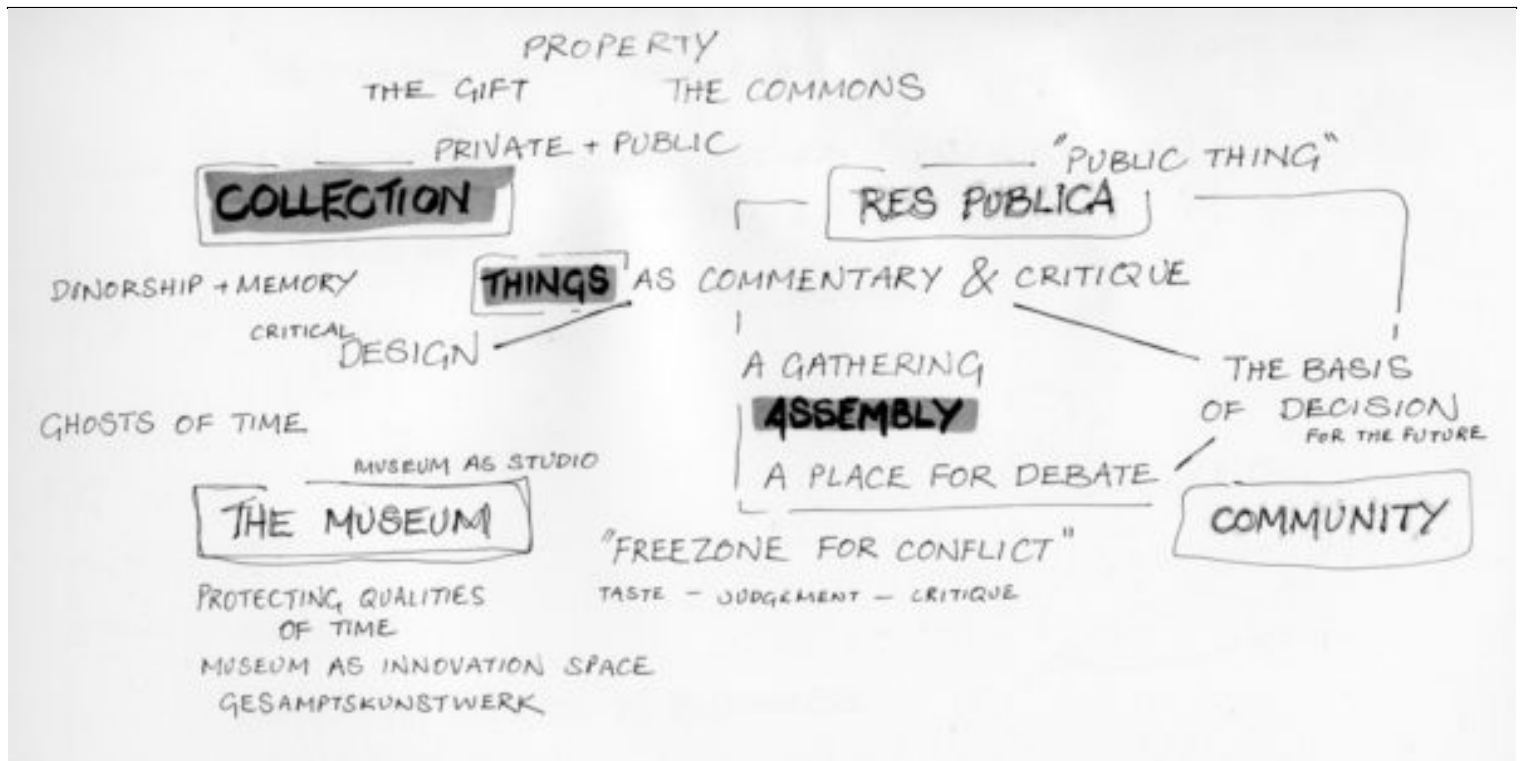 PROPERTY
THE GIFT THE COMMONS
PRIVATE + PUBLIC
"PUBLIC THING"
COLLECTION
RES PUBLICA
DONORSHIP + MEMORY
THINGS AS COMMENTARY & CRITIQUE
CRITICAL
DESIGN
A GATHERING
THE BASIS
OF DECISION
FOR THE FUTURE
ASSEMBLY
GHOSTS OF TIME
MUSEUM AS STUDIO
A PLACE FOR DEBATE
THE MUSEUM
COMMUNITY
"FREEZONE FOR CONFLICT"
TASTE - JUDGEMENT - CRITIQUE
PROTECTING QUALITIES
OF TIME
MUSEUM AS INNOVATION SPACE
GESAMPTSKUNSTWERK